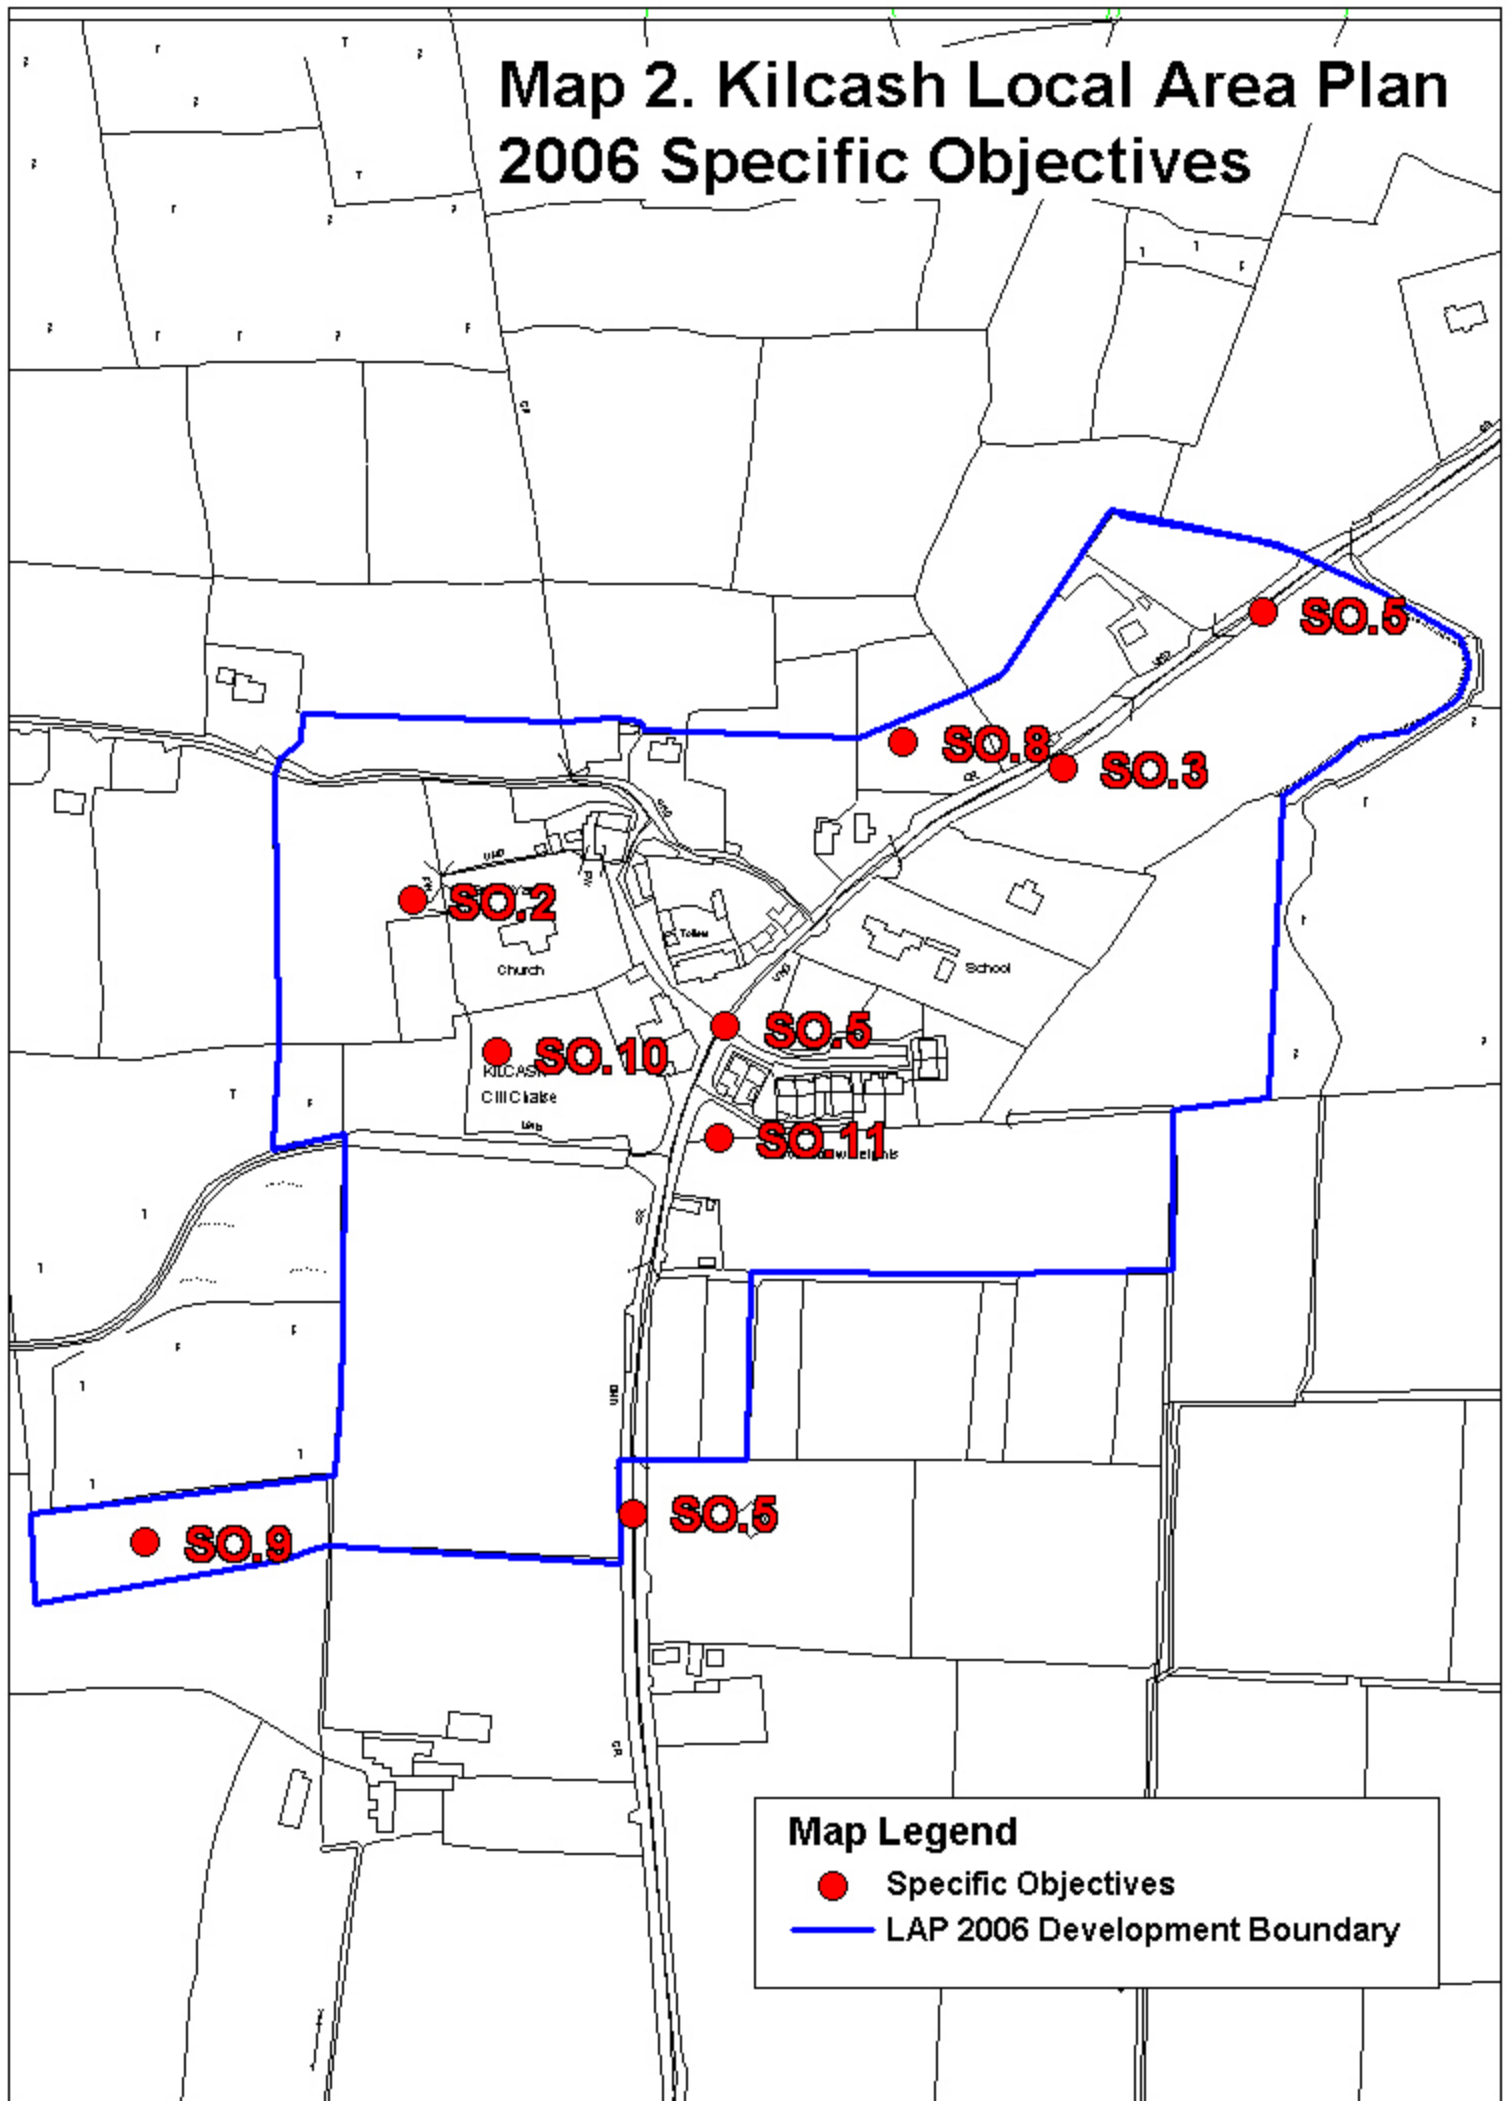 Map 2. Kilcash Local Area Plan
2006 Specific Objectives
SO.5
SO.8
SO.3
SO.2
Church
School
SO.5
SO.10
KILCASH
Cill Chaise
SO.11
SO.5
SO.9
Map Legend
Specific Objectives
LAP 2006 Development Boundary